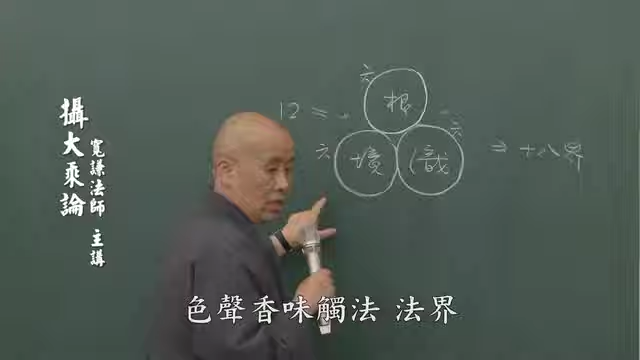 攝大乘論
寬謙法師 主講
六
根
12 =
六
境
六
識
⇒ 十八界
色聲香味觸法 法界